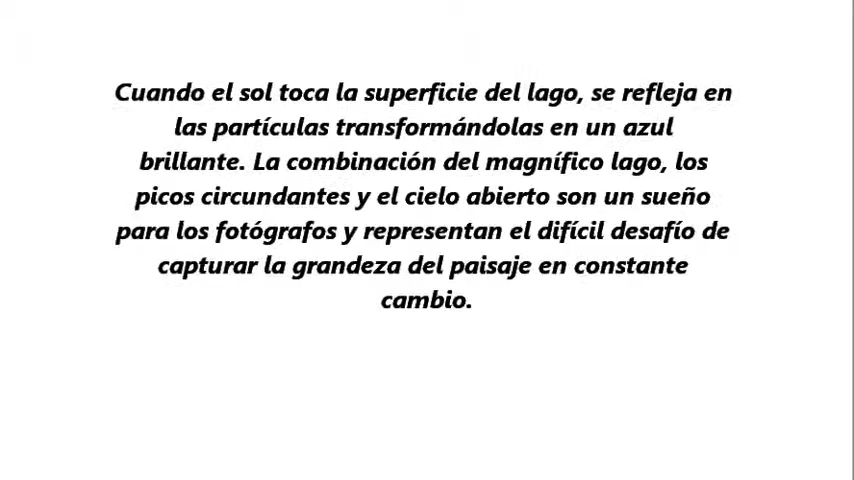 Cuando el sol toca la superficie del lago, se refleja en
las partículas transformándolas en un azul
brillante. La combinación del magnífico lago, los
picos circundantes y el cielo abierto son un sueño
para los fotógrafos y representan el difícil desafío de
capturar la grandeza del paisaje en constante
cambio.